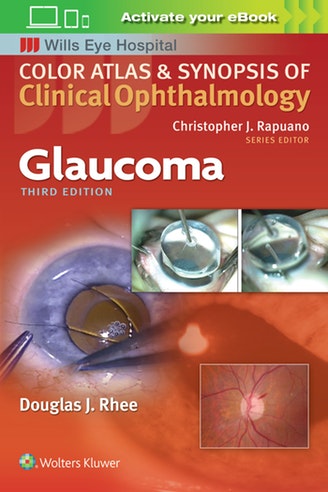 Activate your eBook
Wills Eye Hospital
COLOR ATLAS & SYNOPSIS OF
Clinical Ophthalmology
Christopher J. Rapuano
SERIES EDITOR
Glaucoma
THIRD EDITION
Douglas J. Rhee
Wolters Kluwer